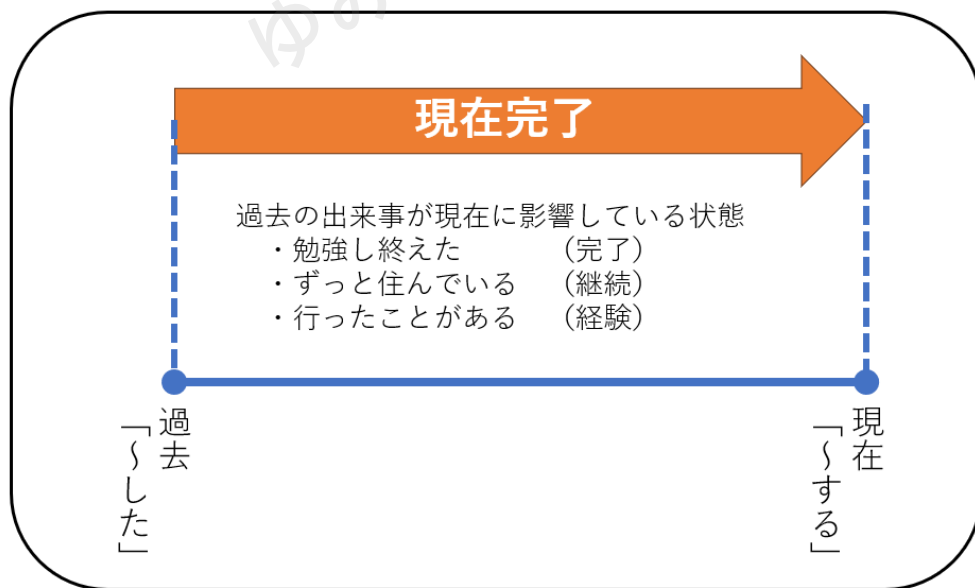 現在完了
過去の出来事が現在に影響している状態
・勉強し終えた （完了）
・ずっと住んでいる （継続）
・行ったことがある （経験）
過去
「～した」
現在
「～する」